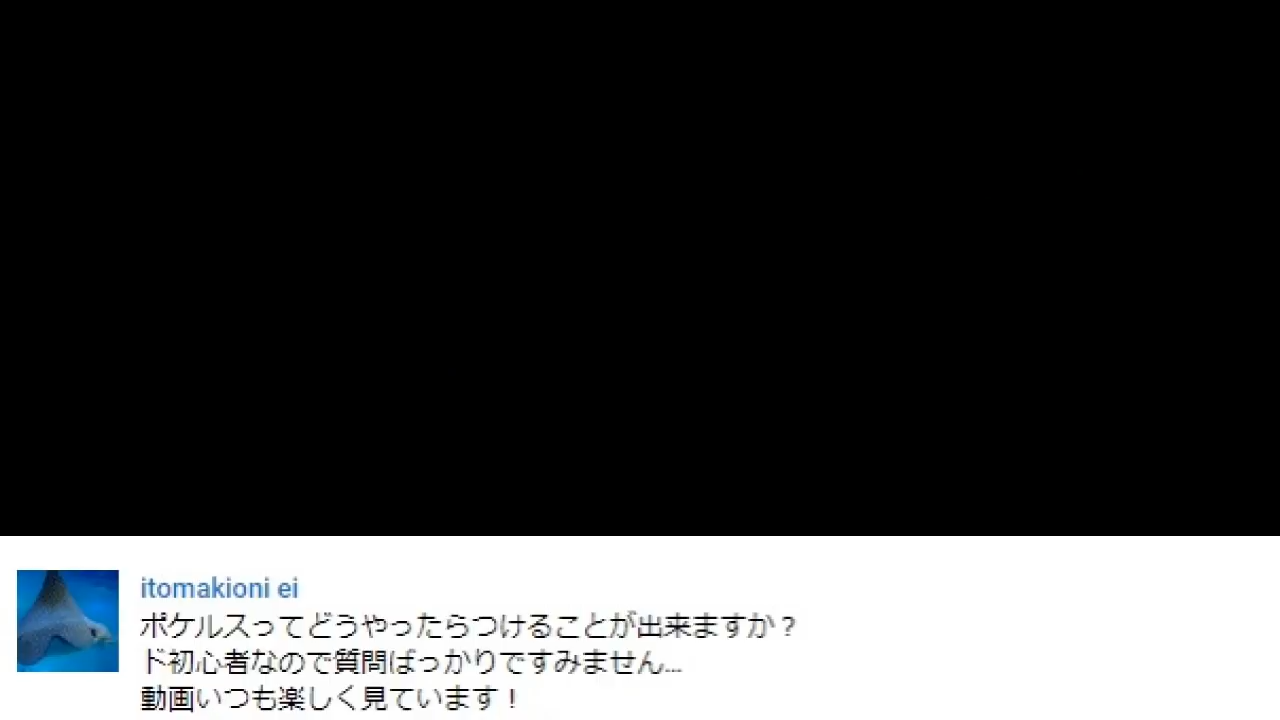 itomakioni ei
ポケルスってどうやったらつけることが出来ますか？
ド初心者なので質問ばっかりですみません...
動画いつも楽しく見ています！